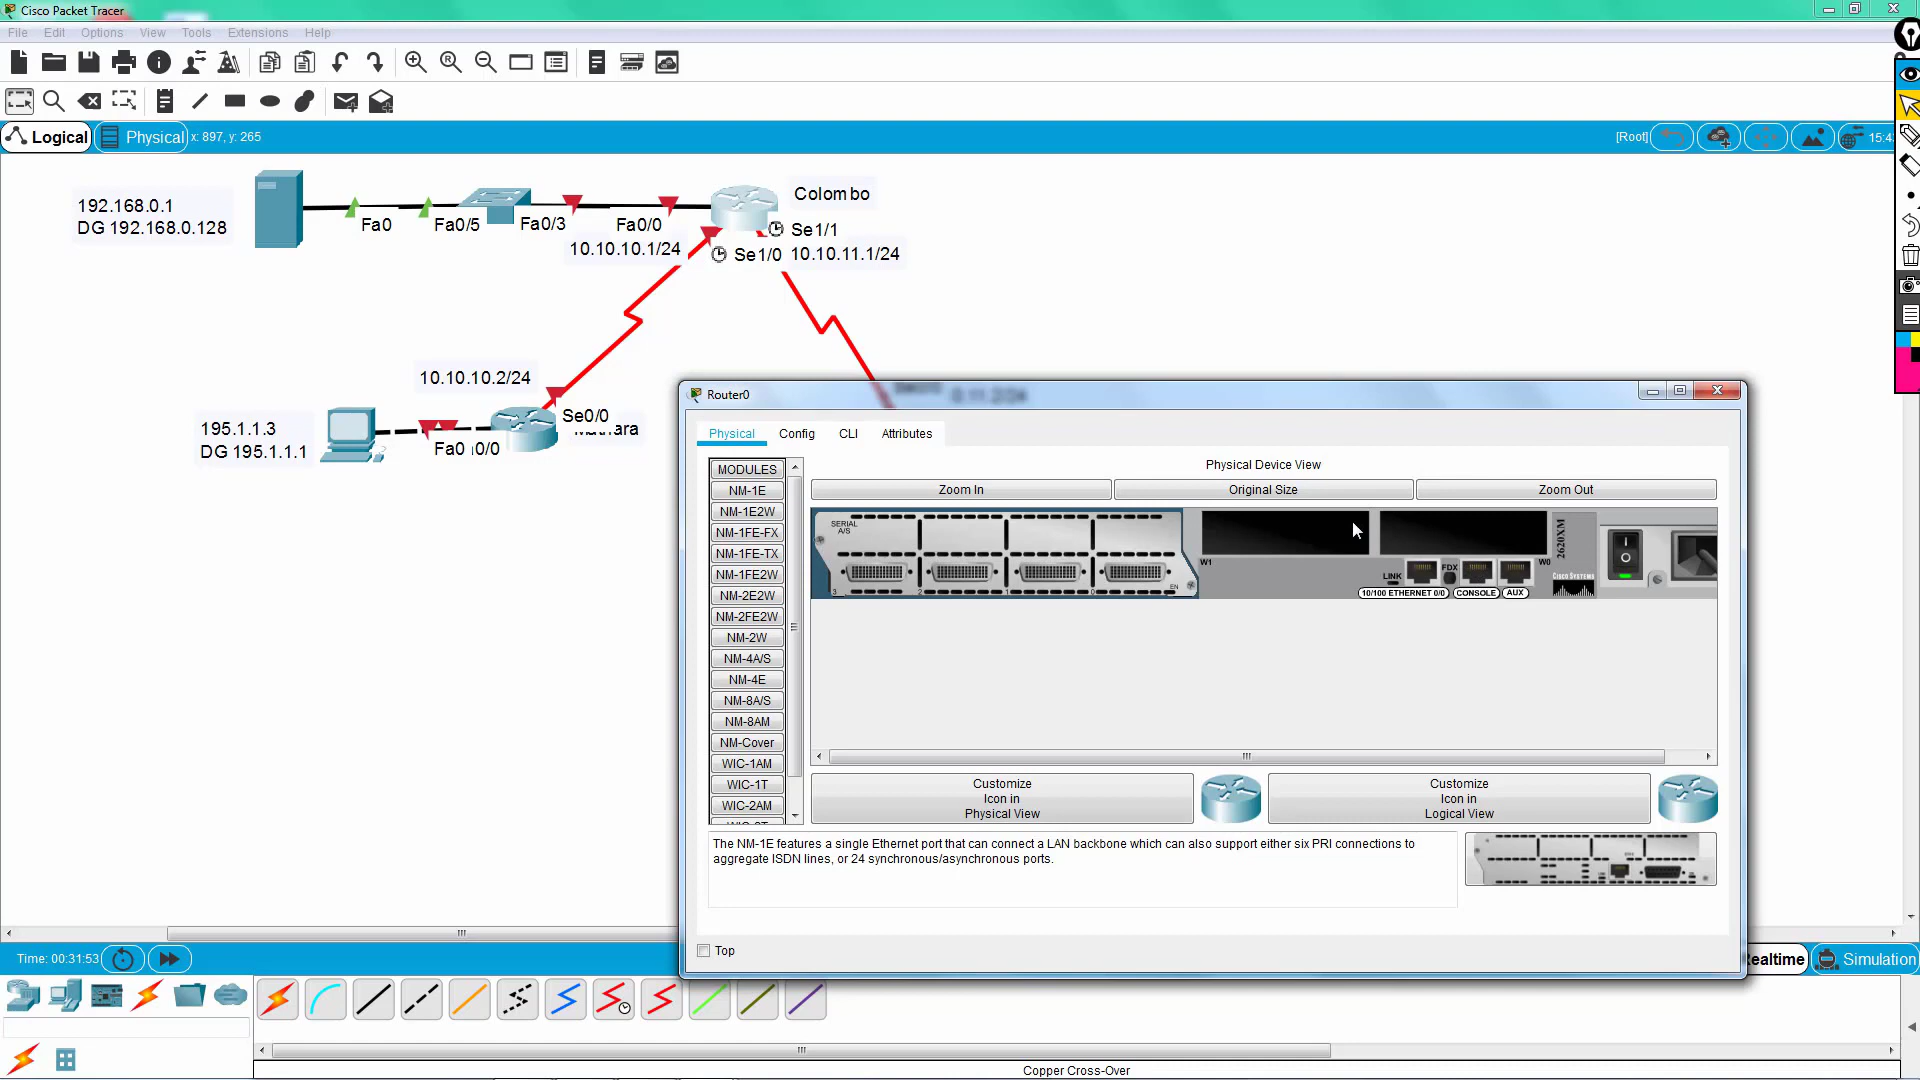 Cisco Packet Tracer
File Edit Options View Tools Extensions Help
Logical
Physical
x: 897, y: 265
[Root]
192.168.0.1
DG 192.168.0.128
Fa0
Fa0/5
Fa0/3
Fa0/0
10.10.10.1/24
Colombo
Se1/1
Se1/0
10.10.11.1/24
10.10.10.2/24
195.1.1.3
DG 195.1.1.1
Fa0
0/0
Se0/0
Router0
Physical Config CLI Attributes
MODULES
NM-1E
NM-1E2W
NM-1FE-FX
NM-1FE-TX
NM-1FE2W
NM-2E2W
NM-2FE2W
NM-2W
NM-4A/S
NM-4E
NM-8A/S
NM-8AM
NM-Cover
WIC-1AM
WIC-1T
WIC-2AM
Physical Device View
Zoom In
Original Size
Zoom Out
SERIAL
A/S
3 2 1 0
EN
W1
LINK
FDX
W0
2620XM
10/100 ETHERNET 0/0
CONSOLE
AUX
CISCO SYSTEMS
Customize
Icon in
Physical View
Customize
Icon in
Logical View
The NM-1E features a single Ethernet port that can connect a LAN backbone which can also support either six PRI connections to
aggregate ISDN lines, or 24 synchronous/asynchronous ports.
Top
Time: 00:31:53
Realtime
Simulation
Copper Cross-Over